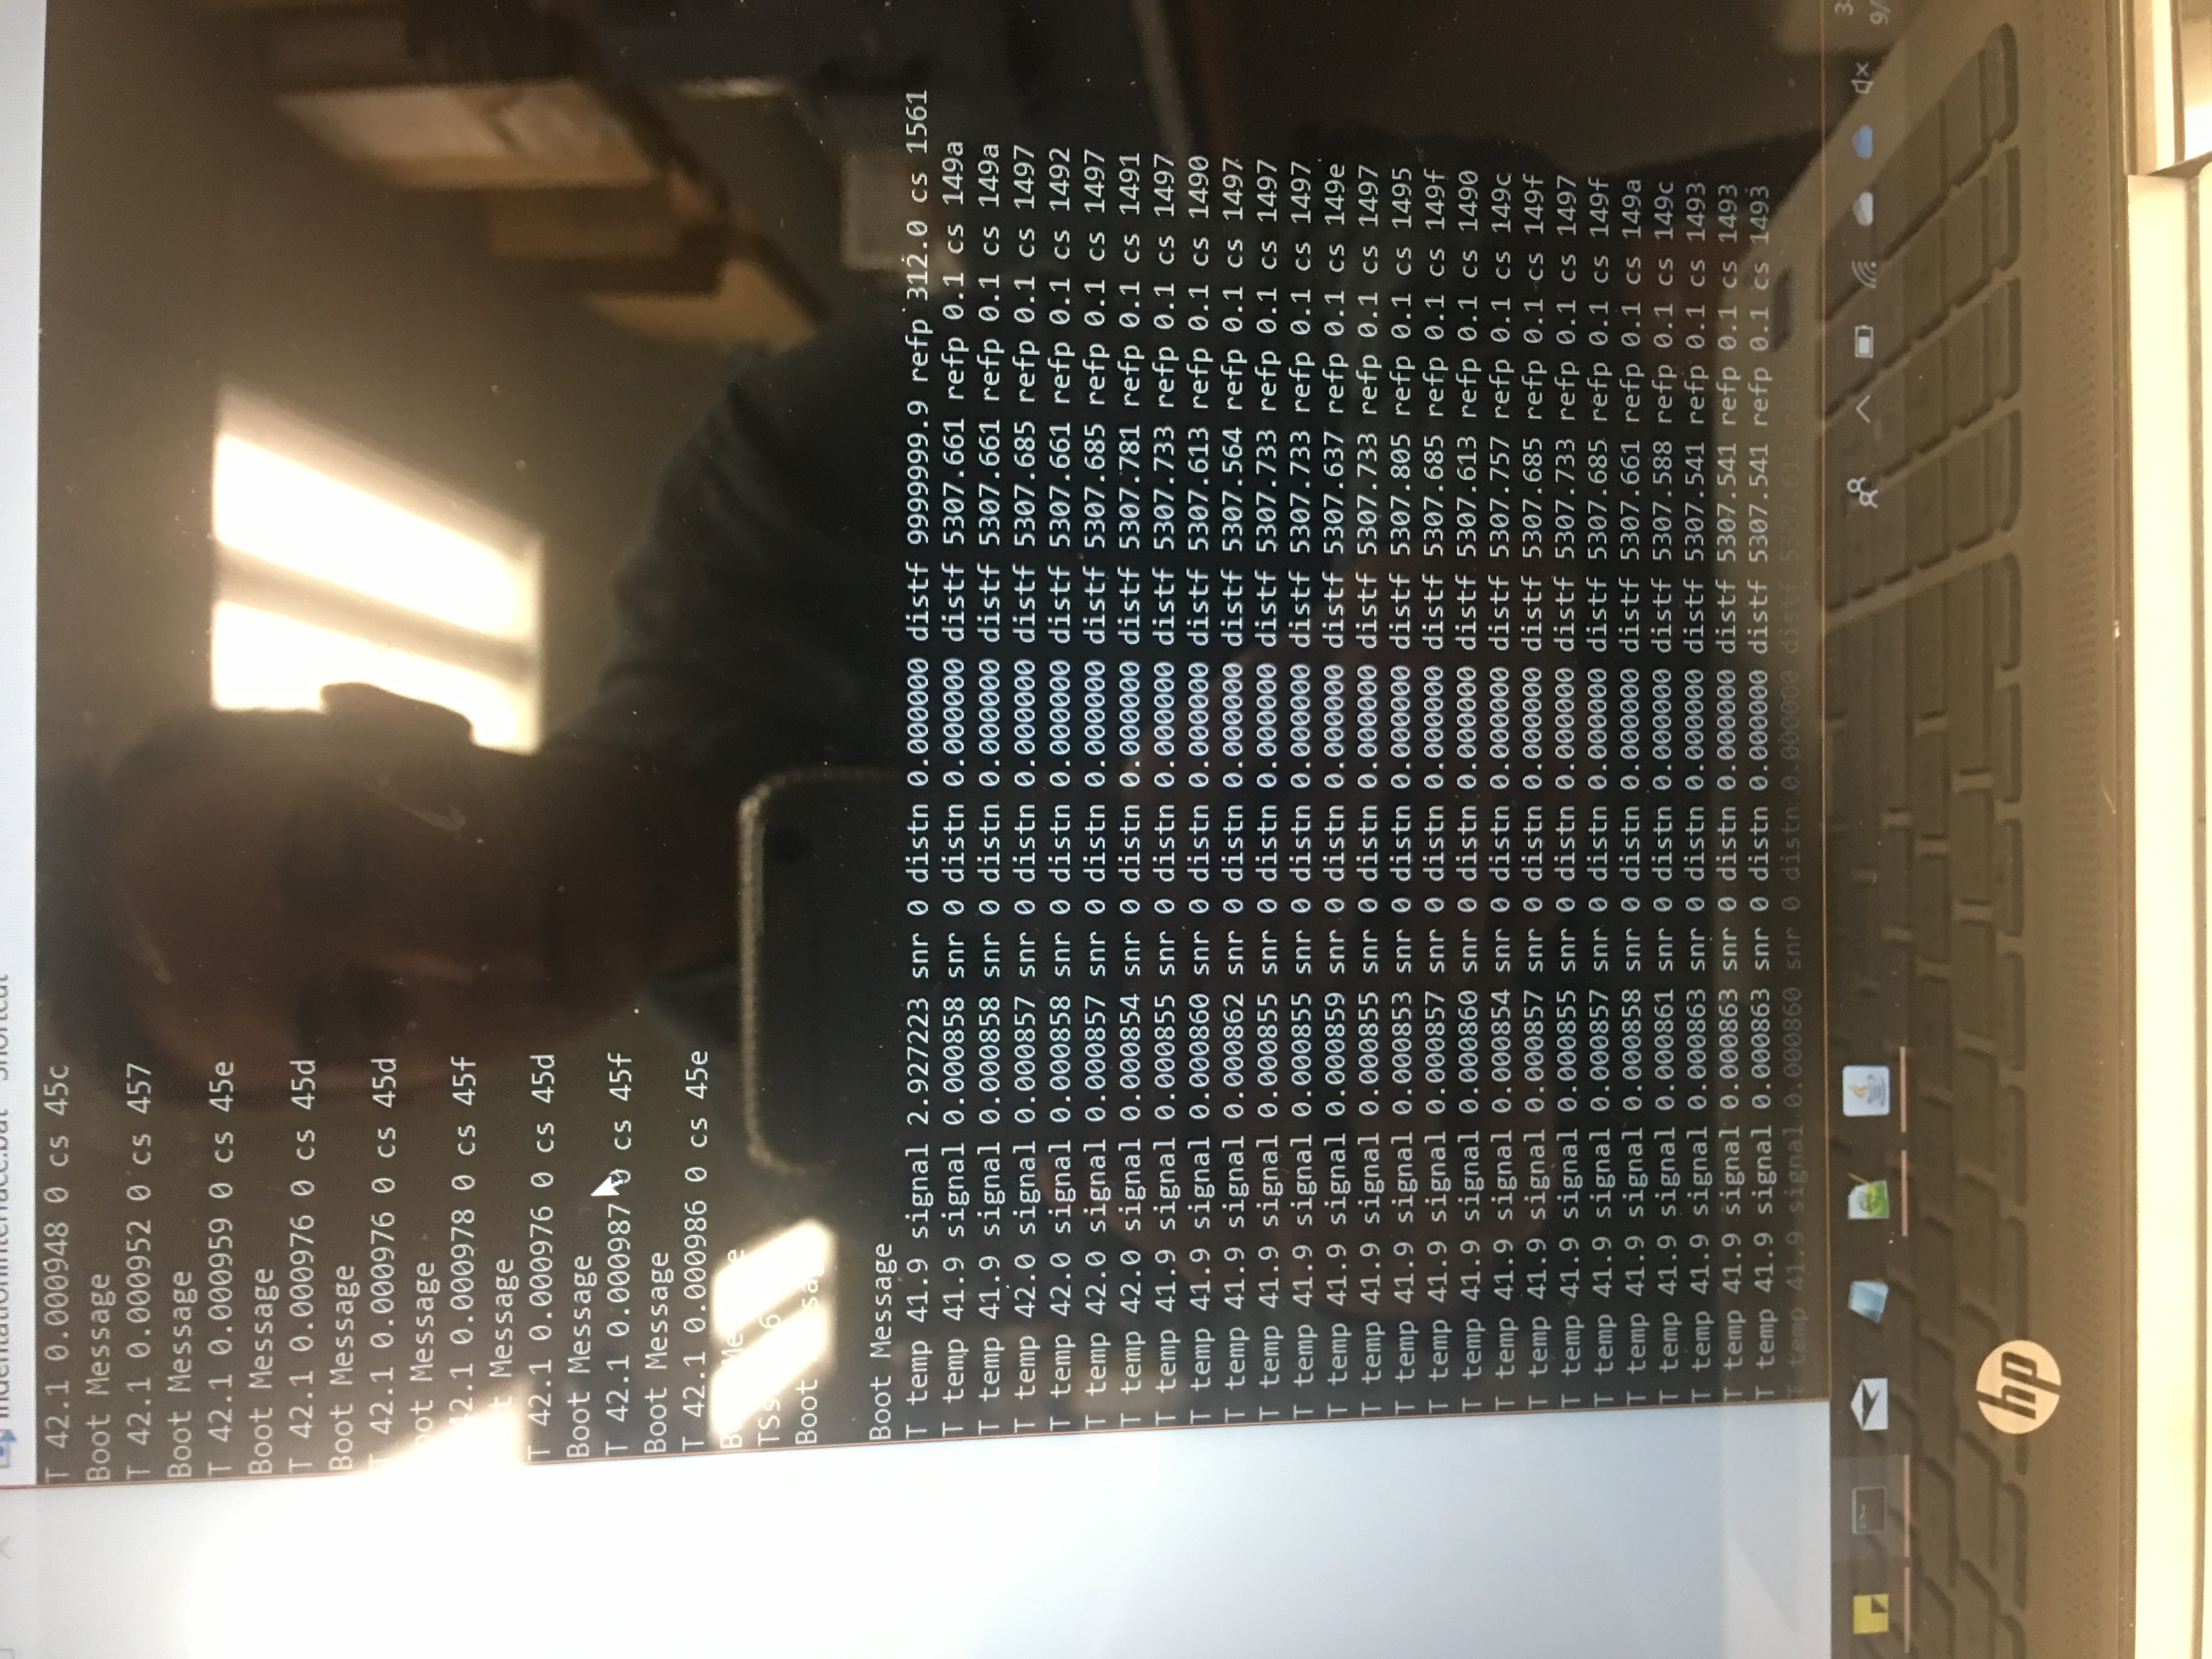 IndentationInterface.bat - Shortcut
T 42.1 0.000948 0 cs 45c
Boot Message
T 42.1 0.000952 0 cs 457
Boot Message
T 42.1 0.000959 0 cs 45e
Boot Message
T 42.1 0.000976 0 cs 45d
Boot Message
T 42.1 0.000976 0 cs 45d
oot Message
42.1 0.000978 0 cs 45f
t Message
T 42.1 0.000976 0 cs 45d
Boot Message
T 42.1 0.000987 0 cs 45f
Boot Message
T 42.1 0.000986 0 cs 45e
Boot
Boot Message
T temp 41.9 signal 2.927223 snr 0 distn 0.000000 distf 9999999.9 refp 312.0 cs 1561
T temp 41.9 signal 0.000858 snr 0 distn 0.000000 distf 5307.661 refp 0.1 cs 149a
T temp 41.9 signal 0.000858 snr 0 distn 0.000000 distf 5307.661 refp 0.1 cs 149a
T temp 42.0 signal 0.000857 snr 0 distn 0.000000 distf 5307.685 refp 0.1 cs 1497
T temp 42.0 signal 0.000858 snr 0 distn 0.000000 distf 5307.661 refp 0.1 cs 1492
T temp 42.0 signal 0.000857 snr 0 distn 0.000000 distf 5307.685 refp 0.1 cs 1497
T temp 42.0 signal 0.000854 snr 0 distn 0.000000 distf 5307.781 refp 0.1 cs 1491
T temp 41.9 signal 0.000855 snr 0 distn 0.000000 distf 5307.733 refp 0.1 cs 1497
T temp 41.9 signal 0.000860 snr 0 distn 0.000000 distf 5307.613 refp 0.1 cs 1490
T temp 41.9 signal 0.000862 snr 0 distn 0.000000 distf 5307.564 refp 0.1 cs 1497
T temp 41.9 signal 0.000855 snr 0 distn 0.000000 distf 5307.733 refp 0.1 cs 1497
T temp 41.9 signal 0.000855 snr 0 distn 0.000000 distf 5307.733 refp 0.1 cs 1497
T temp 41.9 signal 0.000859 snr 0 distn 0.000000 distf 5307.637 refp 0.1 cs 149e
T temp 41.9 signal 0.000855 snr 0 distn 0.000000 distf 5307.733 refp 0.1 cs 1497
T temp 41.9 signal 0.000853 snr 0 distn 0.000000 distf 5307.805 refp 0.1 cs 1495
T temp 41.9 signal 0.000857 snr 0 distn 0.000000 distf 5307.685 refp 0.1 cs 149f
T temp 41.9 signal 0.000860 snr 0 distn 0.000000 distf 5307.613 refp 0.1 cs 1490
T temp 41.9 signal 0.000854 snr 0 distn 0.000000 distf 5307.757 refp 0.1 cs 149c
T temp 41.9 signal 0.000857 snr 0 distn 0.000000 distf 5307.685 refp 0.1 cs 149f
T temp 41.9 signal 0.000855 snr 0 distn 0.000000 distf 5307.733 refp 0.1 cs 1497
T temp 41.9 signal 0.000857 snr 0 distn 0.000000 distf 5307.685 refp 0.1 cs 149f
T temp 41.9 signal 0.000858 snr 0 distn 0.000000 distf 5307.661 refp 0.1 cs 149a
T temp 41.9 signal 0.000861 snr 0 distn 0.000000 distf 5307.588 refp 0.1 cs 149c
T temp 41.9 signal 0.000863 snr 0 distn 0.000000 distf 5307.541 refp 0.1 cs 1493
T temp 41.9 signal 0.000863 snr 0 distn 0.000000 distf 5307.541 refp 0.1 cs 1493
T temp 41.9 signal 0.000863 snr 0 distn 0.000000 distf 5307.541 refp 0.1 cs 1493
T temp 41.9 signal 0.000860 snr 0 distn 0.000000 distf 5307.613
hp